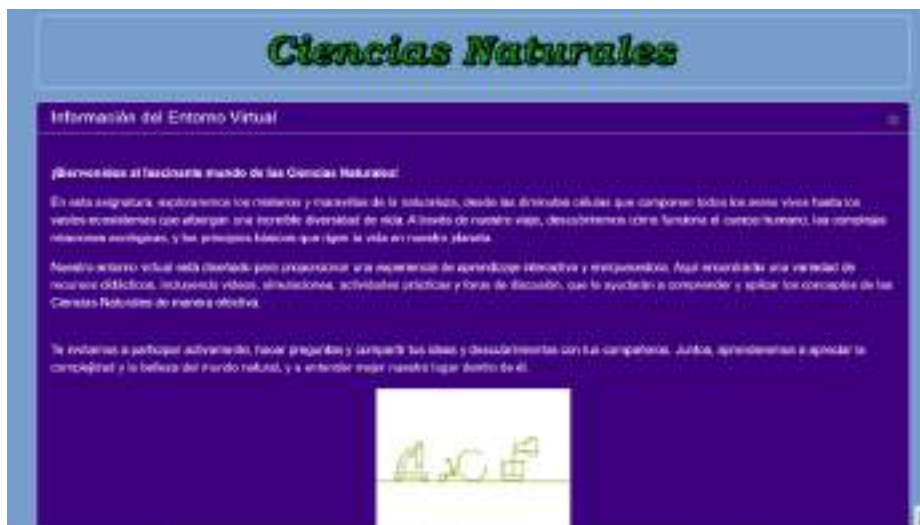 Ciencias Naturales
Información del Entorno Virtual
¡Bienvenidos al fascinante mundo de las Ciencias Naturales!
En esta asignatura, exploraremos los misterios y maravillas de la naturaleza, desde las diminutas células que componen todos los seres vivos hasta los
vastos ecosistemas que albergan una increíble diversidad de vida. A través de nuestro viaje, descubriremos cómo funciona el cuerpo humano, las complejas
relaciones ecológicas, y los principios básicos que rigen la vida en nuestro planeta.
Nuestro entorno virtual está diseñado para proporcionar una experiencia de aprendizaje interactiva y enriquecedora. Aquí encontrarás una variedad de
recursos didácticos, incluyendo videos, simulaciones, actividades prácticas y foros de discusión, que te ayudarán a comprender y aplicar los conceptos de las
Ciencias Naturales de manera efectiva.
Te invitamos a participar activamente, hacer preguntas y compartir tus ideas y descubrimientos con tus compañeros. Juntos, aprenderemos a apreciar la
complejidad y la belleza del mundo natural, y a entender mejor nuestro lugar dentro de él.